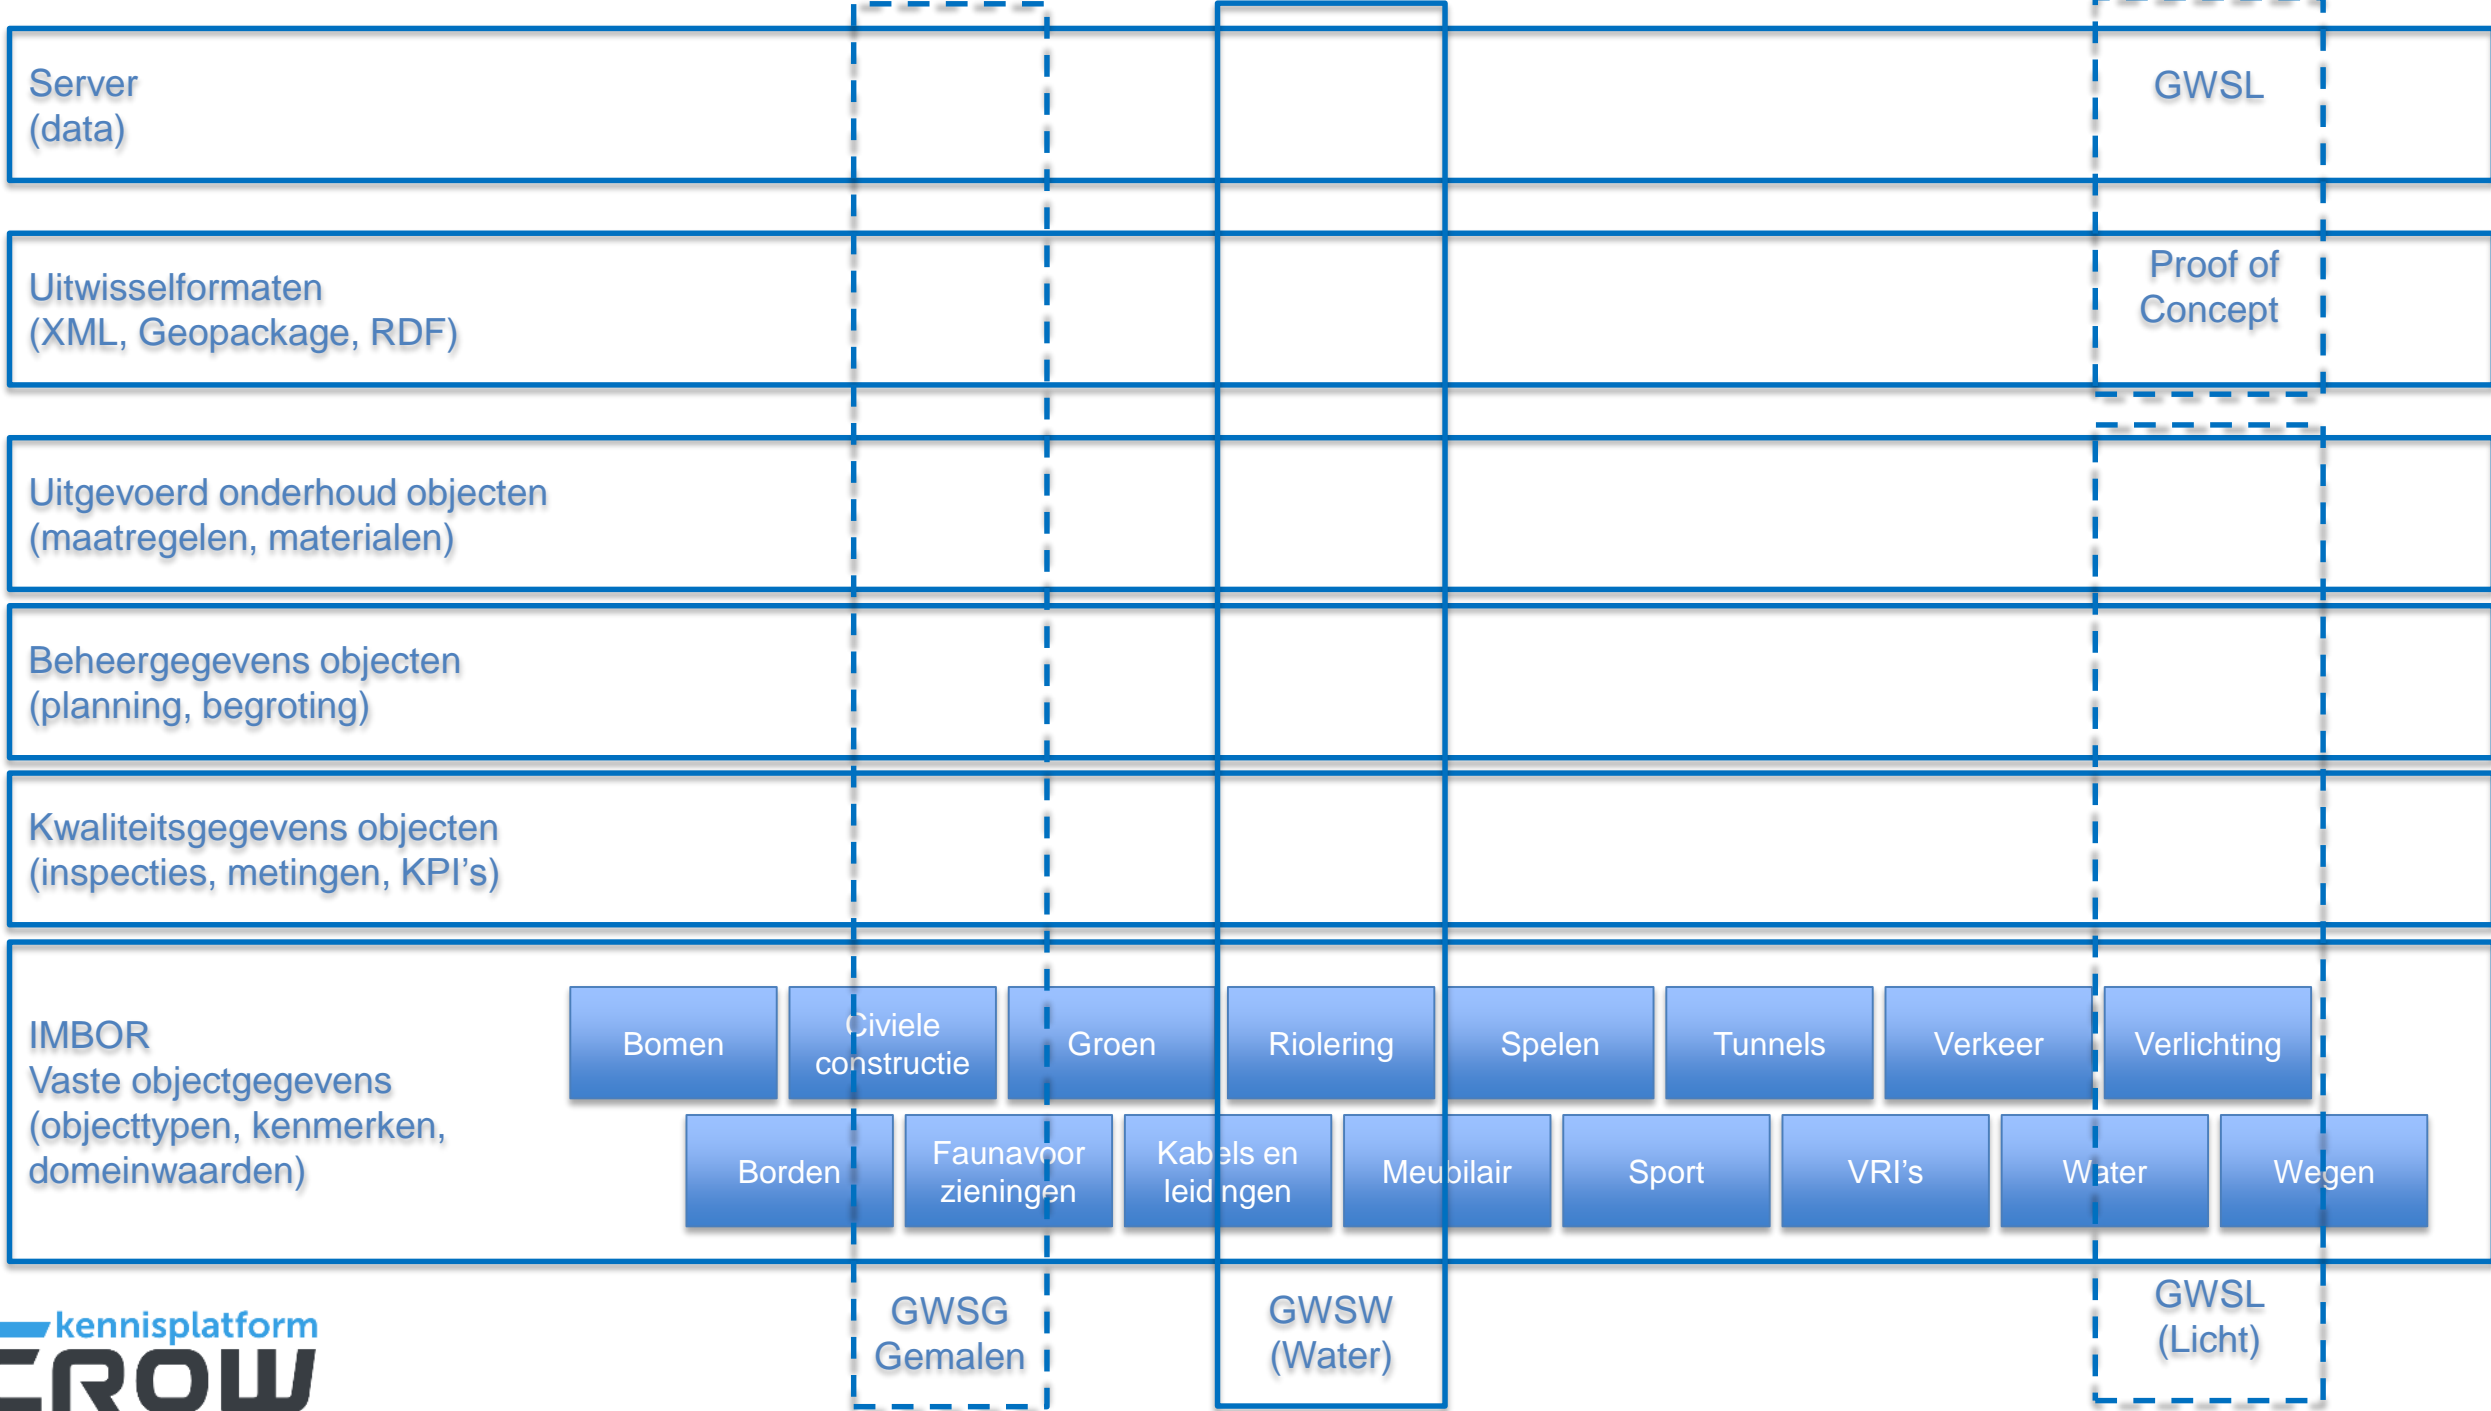 Server
(data)
GWSL
Uitwisselformaten
(XML, Geopackage, RDF)
Proof of
Concept
Uitgevoerd onderhoud objecten
(maatregelen, materialen)
Beheergegevens objecten
(planning, begroting)
Kwaliteitsgegevens objecten
(inspecties, metingen, KPI's)
IMBOR
Vaste objectgegevens
(objecttypen, kenmerken,
domeinwaarden)
Bomen
Civiele
constructie
Groen
Riolering
Spelen
Tunnels
Verkeer
Verlichting
Borden
Faunavoor
zieningen
Kabels en
leidingen
Meubilair
Sport
VRI's
Water
Wegen
GWSG
Gemalen
GWSW
(Water)
GWSL
(Licht)
kennisplatform
CROW